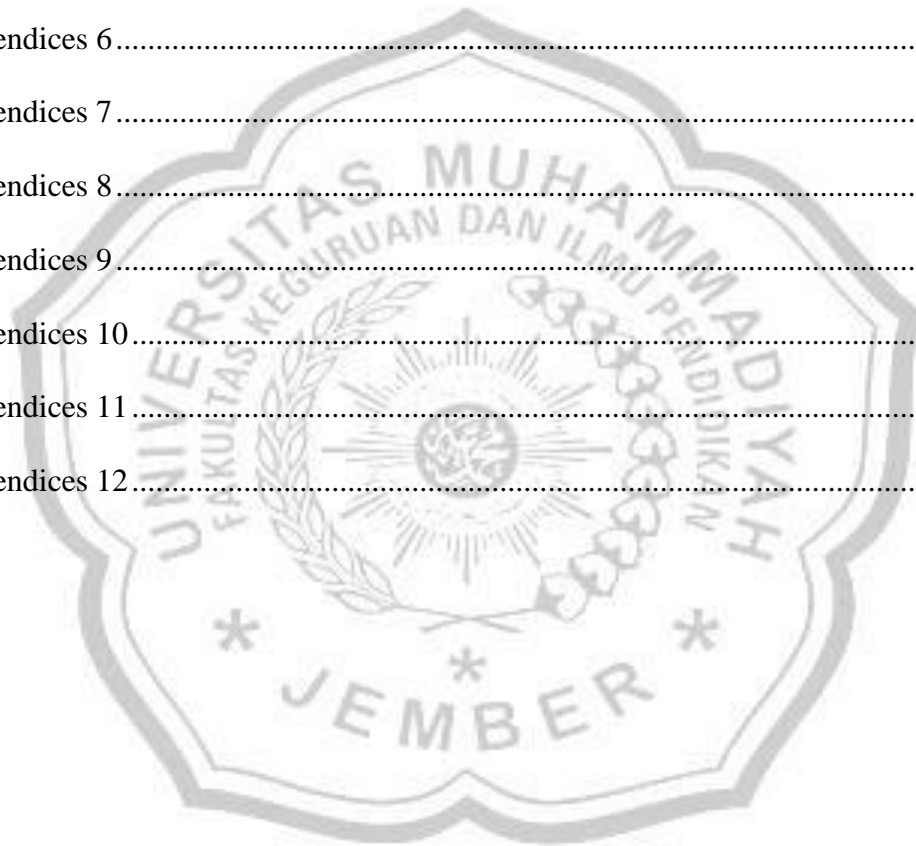 endices 6
endices 7
endices 8
endices 9
endices 10
endices 11
endices 12
UNIVERSITAS MUHAMMADIYAH
FAKULTAS KEGURUAN DAN ILMU PENDIDIKAN
* JEMBER *
*